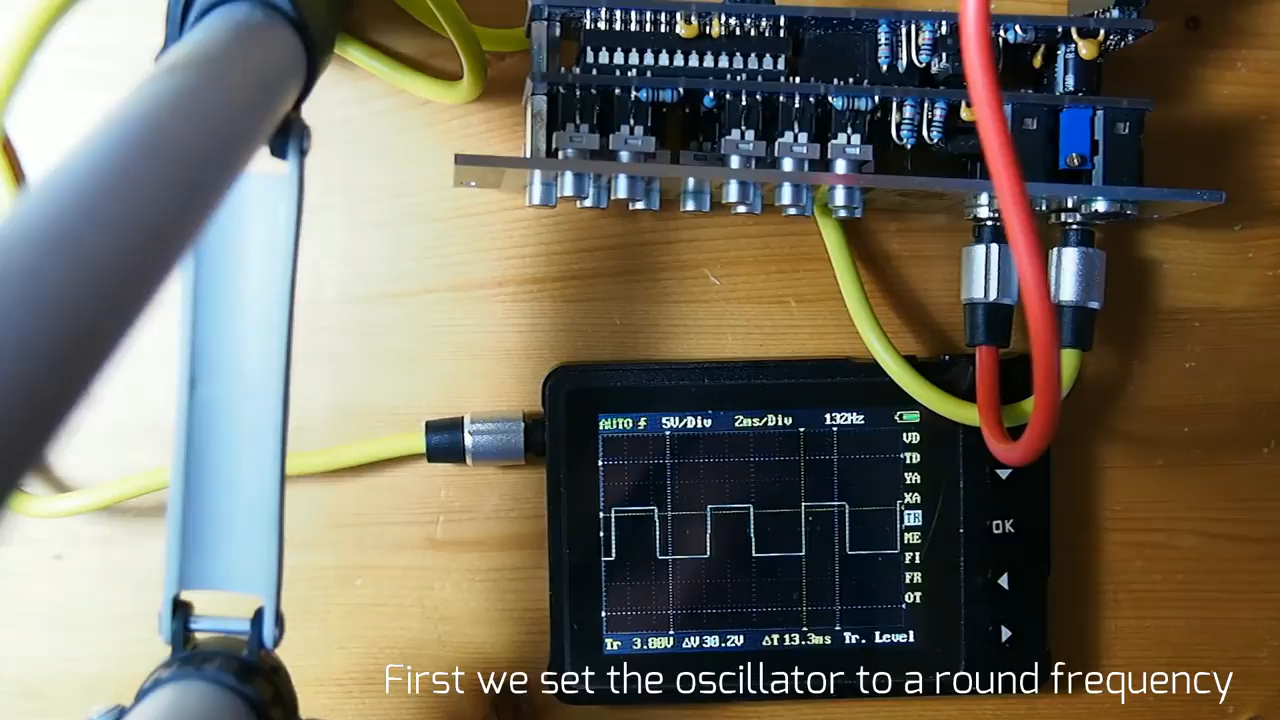 AUTO 5V/Div 2ms/Div 132Hz
VD
TD
YA
XA
TR
ME
FI
FR
OT
OK
Tr 3.80V ΔV 30.2V ΔT 13.3ms Tr. Level
First we set the oscillator to a round frequency